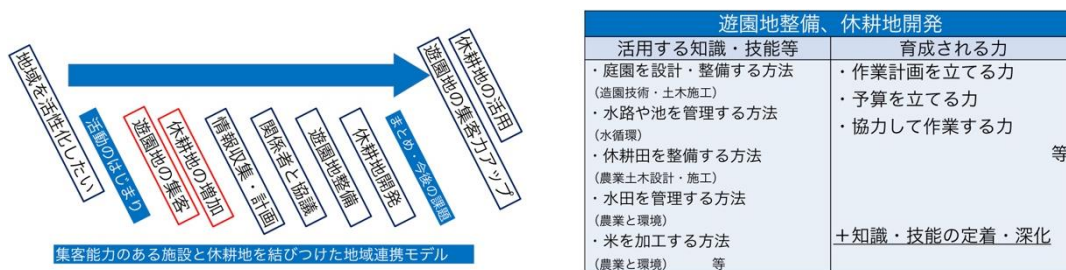 地域を活性化したい
活動のはじまり
遊園地の集客
休耕地の増加
情報収集・計画
関係者と協議
遊園地整備
休耕地開発
まとめ・今後の課題
遊園地の集客力アップ
休耕地の活用
集客能力のある施設と休耕地を結びつけた地域連携モデル
遊園地整備、休耕地開発
活用する知識・技能等
・庭園を設計・整備する方法
(造園技術・土木施工)
・水路や池を管理する方法
(水循環)
・休耕田を整備する方法
(農業土木設計・施工)
・水田を管理する方法
(農業と環境)
・米を加工する方法
(農業と環境) 等
育成される力
・作業計画を立てる力
・予算を立てる力
・協力して作業する力
等
＋知識・技能の定着・深化